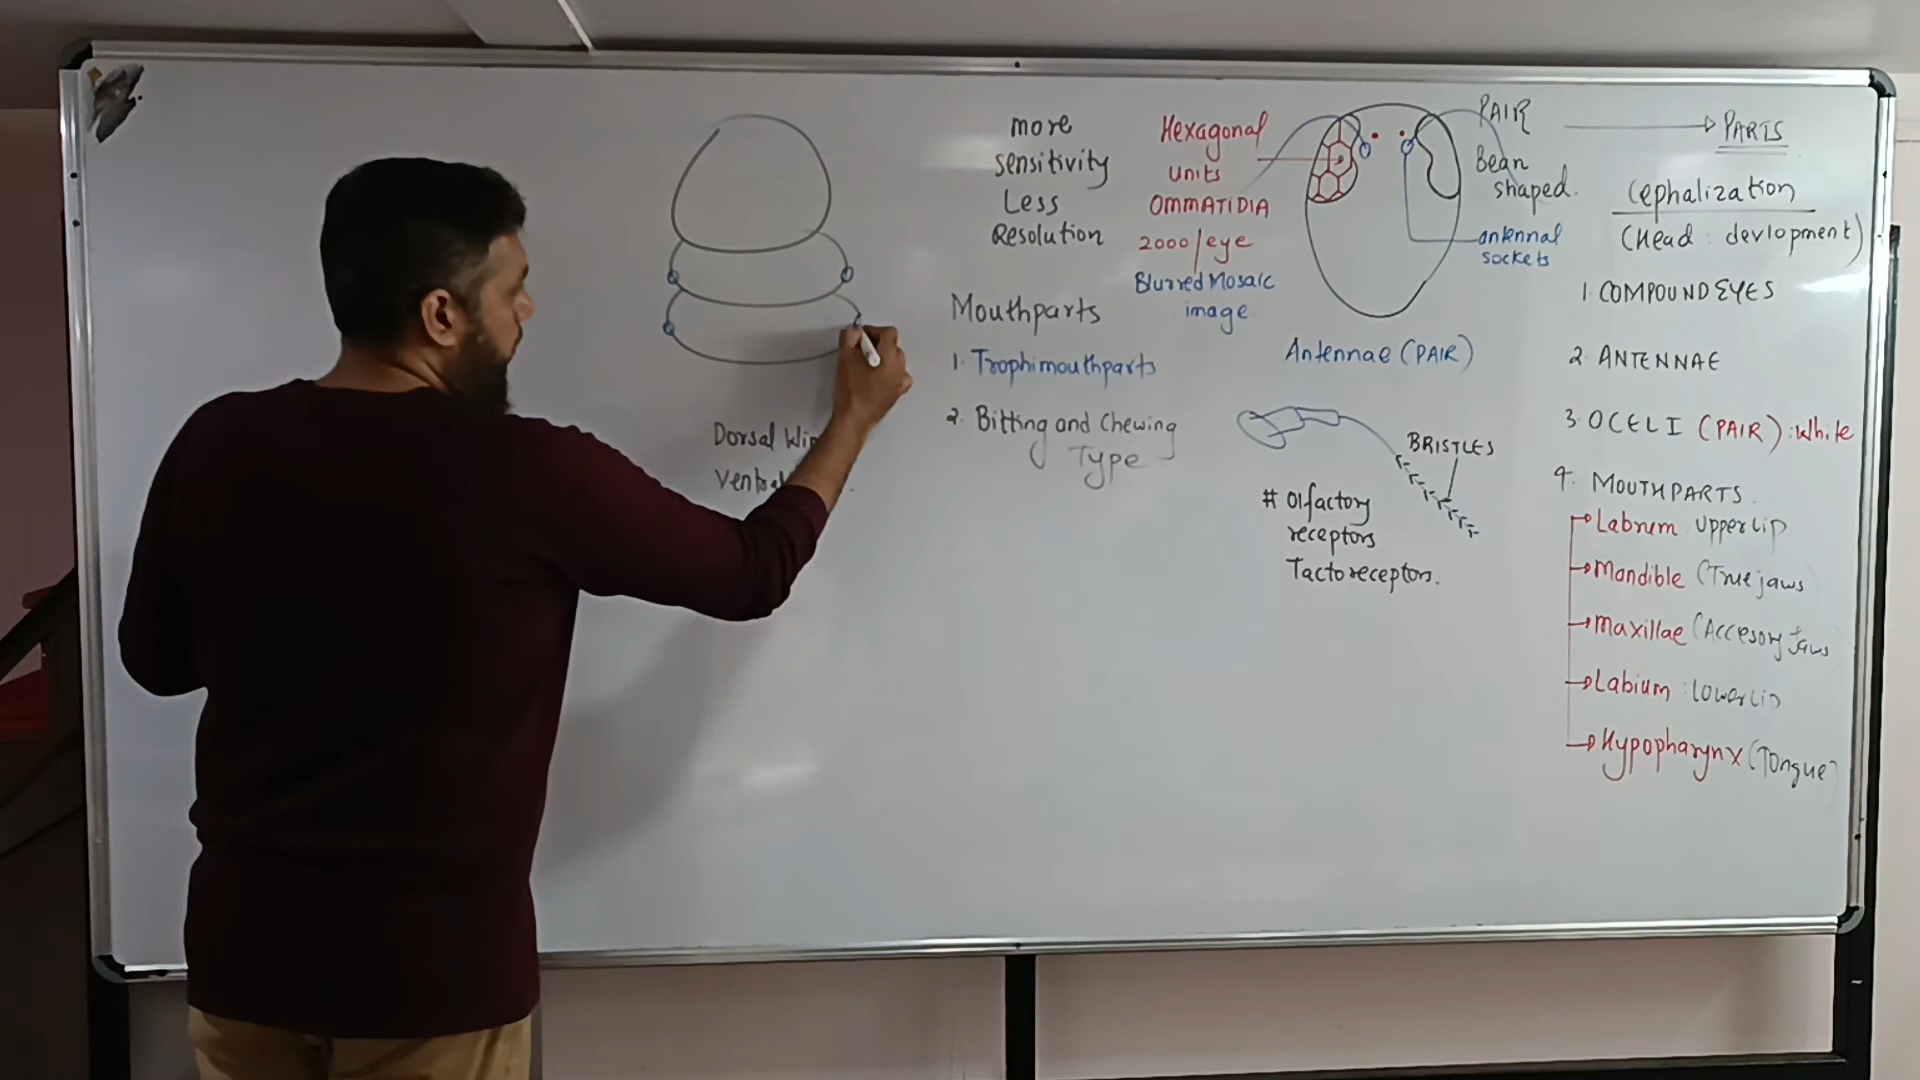 more
sensitivity
Less
Resolution
Hexagonal
units
OMMATIDIA
2000/eye
Blurred Mosaic
image
PAIR
Bean
shaped.
antennal
sockets
PARTS
Cephalization
(Head : devlopment)
1. COMPOUND EYES
2. ANTENNAE
3. OCELI (PAIR): White
4. MOUTHPARTS.
Labrum upper lip
Mandible (True jaws
Maxillae (Accesory Jaws
Labium : lower lip
Hypopharynx (Tongue)
Mouthparts
1. Trophimouthparts
2. Bitting and Chewing
Type
Antennae (PAIR)
BRISTLES
# Olfactory
receptors
Tactoreceptors.
Dorsal